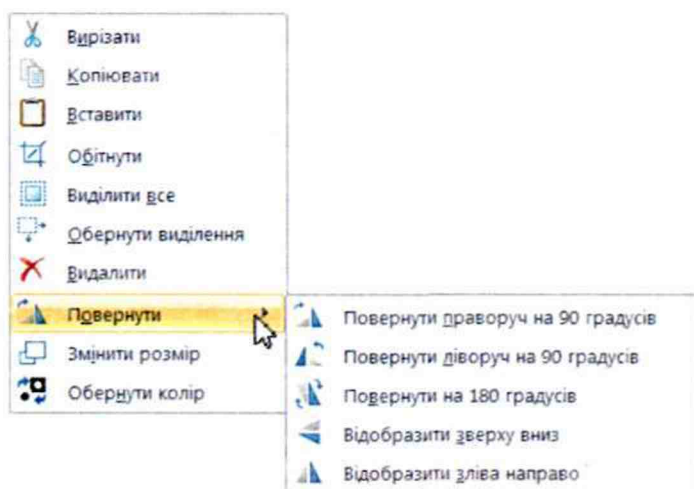 Вирізати
Копіювати
Вставити
Обітнути
Виділити все
Обернути виділення
Видалити
Повернути
Змінити розмір
Обернути колір
Повернути праворуч на 90 градусів
Повернути ліворуч на 90 градусів
Повернути на 180 градусів
Відобразити зверху вниз
Відобразити зліва направо